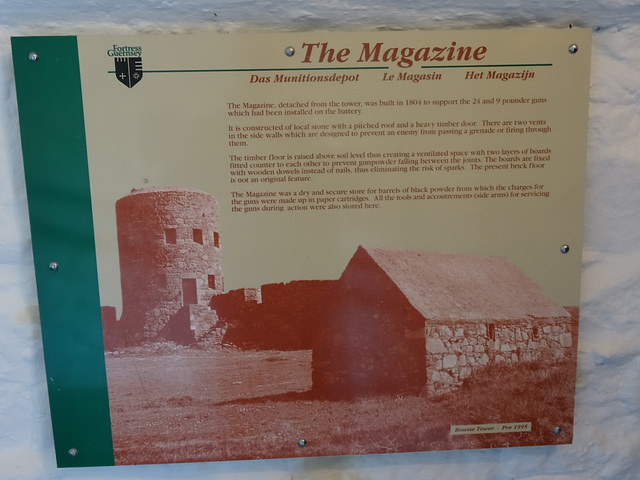 Fortress
Guernsey
The Magazine
Das Munitionsdepot Le Magasin Het Magazijn
The Magazine, detached from the tower, was built in 1804 to support the 24 and 9 pounder guns
which had been installed on the battery.
It is constructed of local stone with a pitched roof and a heavy timber door. There are two vents
in the side walls which are designed to prevent an enemy from passing a grenade or firing through
them.
The timber floor is raised above soil level thus creating a ventilated space with two layers of boards
fitted counter to each other to prevent gunpowder falling between the joints. The boards are fixed
with wooden dowels instead of nails, thus eliminating the risk of sparks. The present brick floor
is not an original feature.
The Magazine was a dry and secure store for barrels of black powder from which the charges for
the guns were made up in paper cartridges. All the tools and accoutrements (side arms) for servicing
the guns during action were also stored here.
Rousse Tower - Pre 1995